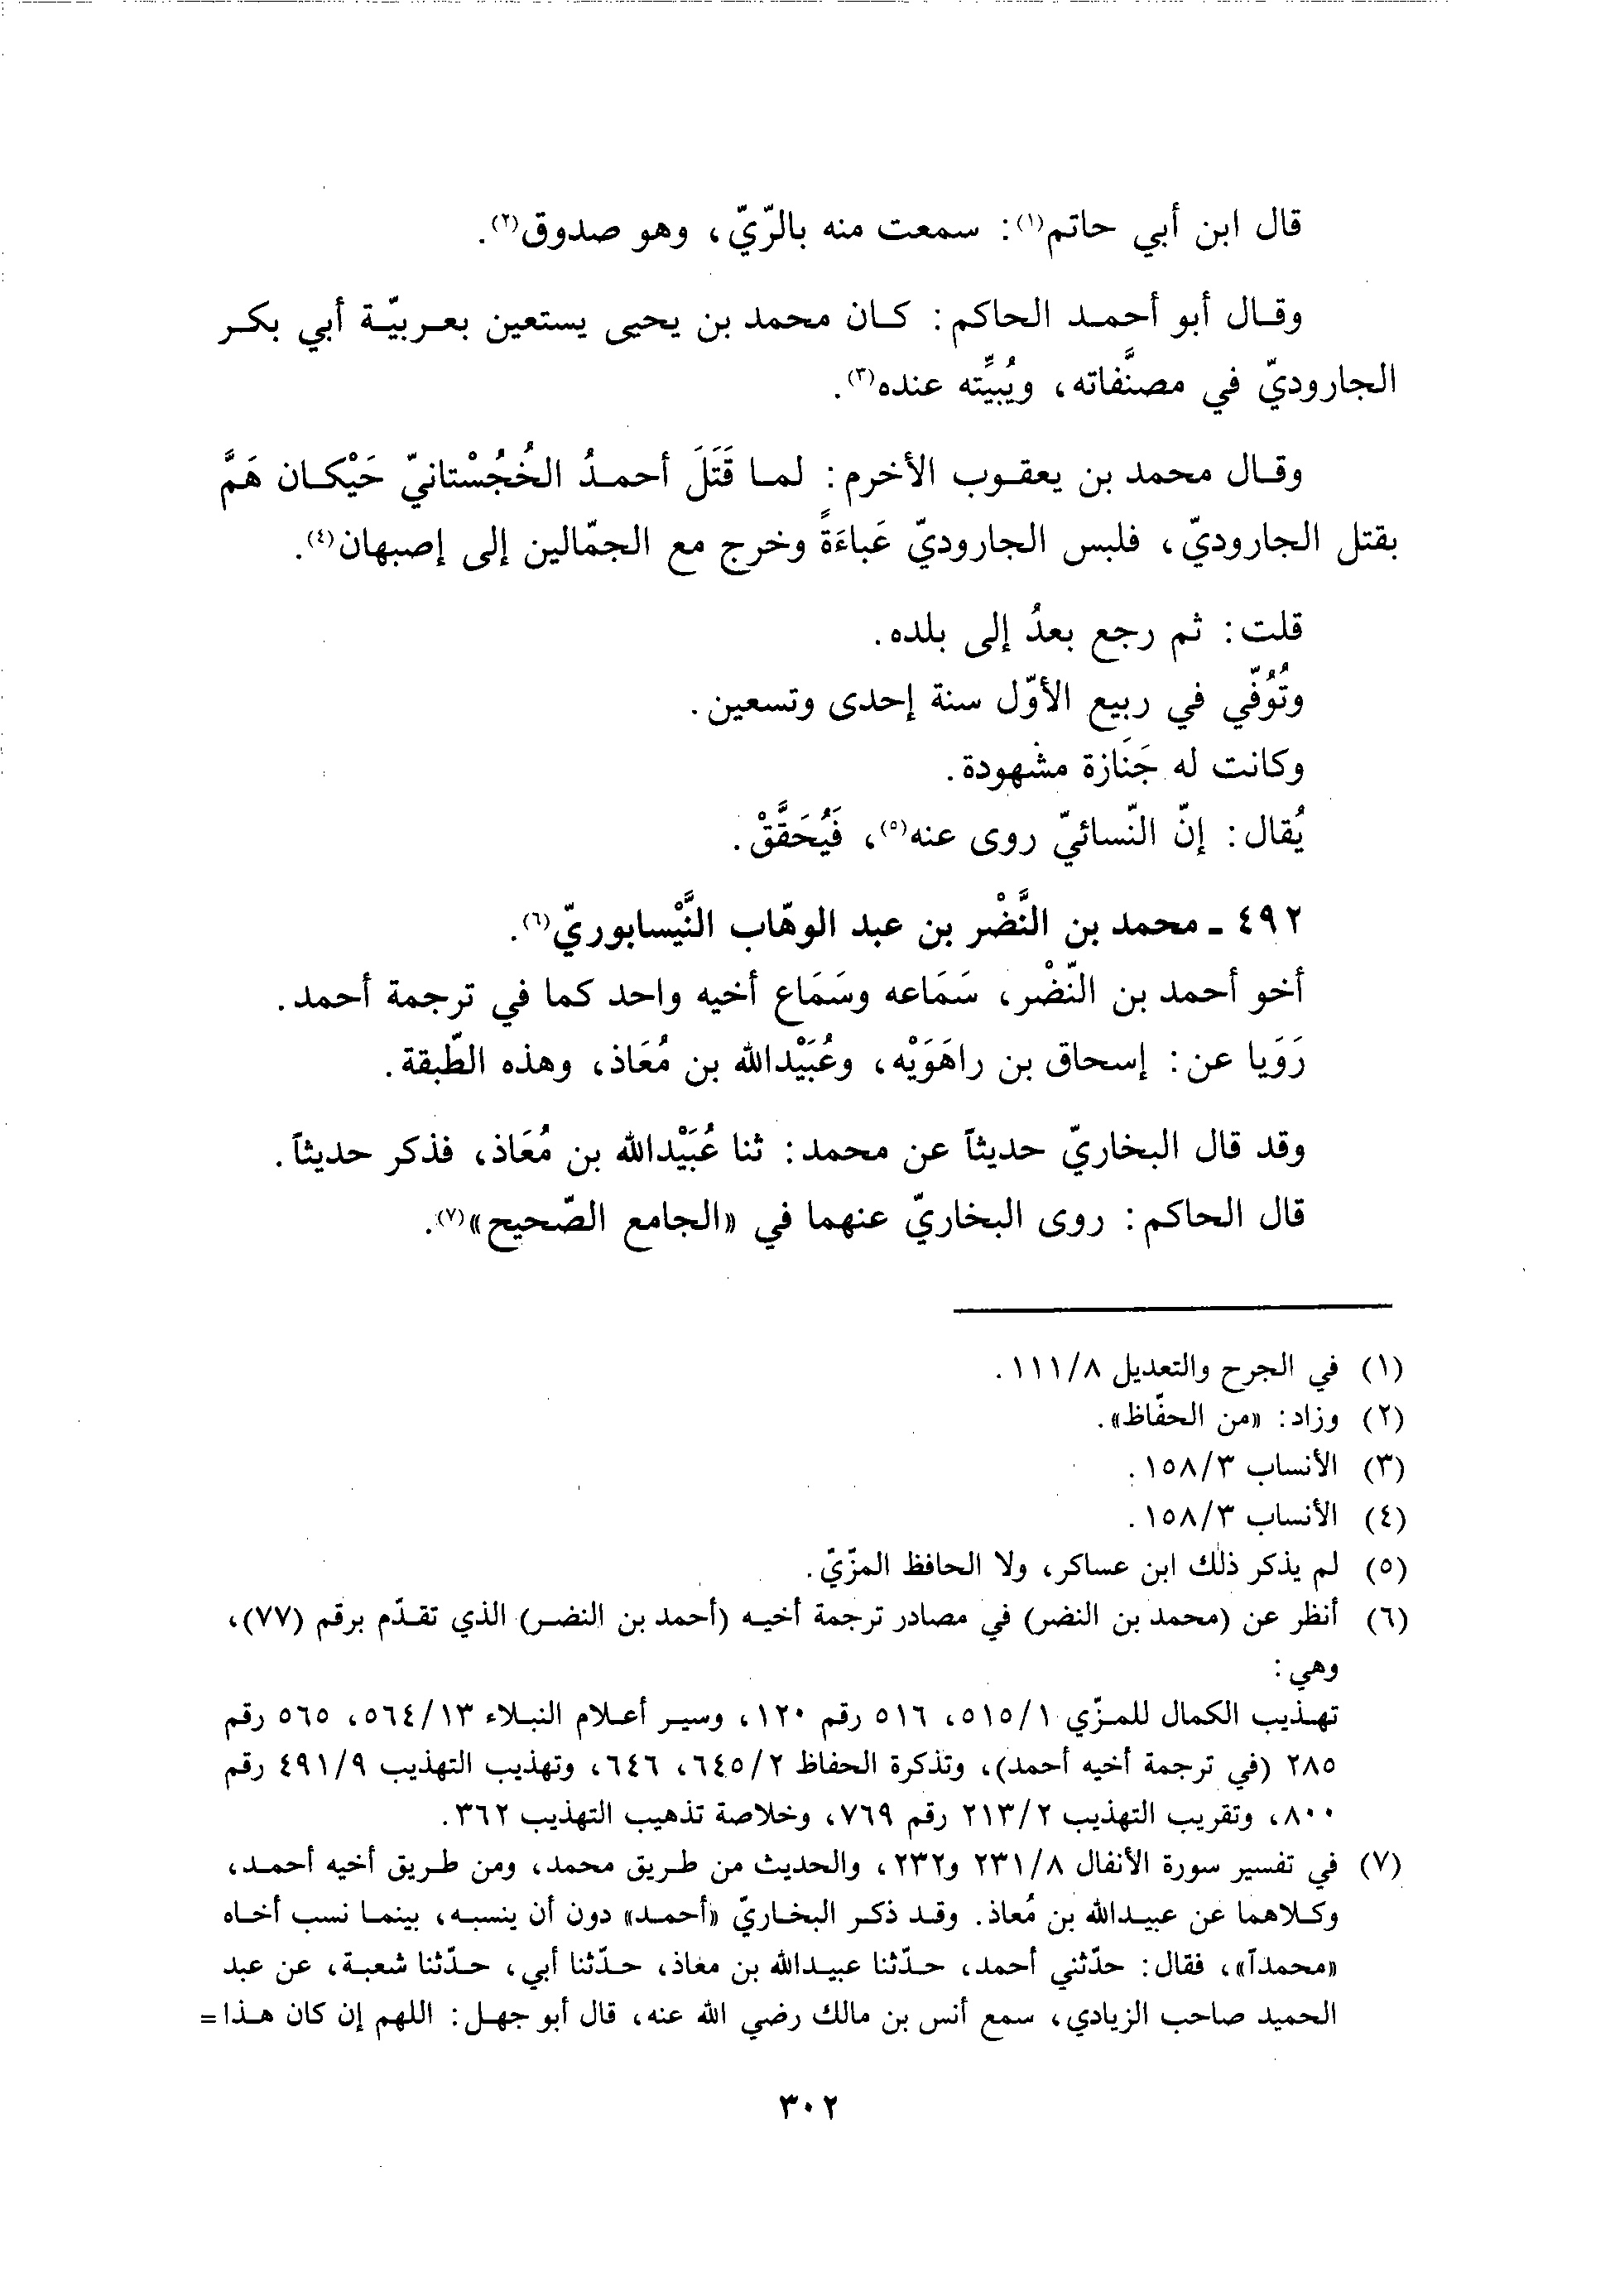 قال ابن أبي حاتم(١): سمعت منه بالرّيّ، وهو صدوق(٢).
وقال أبو أحمد الحاكم: كان محمد بن يحيى يستعين بعربيّة أبي بكر
الجاروديّ في مصنَّفاته، ويُبيِّته عنده(٣).
وقال محمد بن يعقوب الأخرم: لما قَتَلَ أحمدُ الخُجُسْتانيّ حَيْكان هَمَّ
بقتل الجاروديّ، فلبس الجاروديّ عَباءَةً وخرج مع الجمّالين إلى إصبهان(٤).
قلت: ثم رجع بعدُ إلى بلده.
وتُوُفّي في ربيع الأوّل سنة إحدى وتسعين.
وكانت له جَنَازة مشهودة.
يُقال: إنّ النّسائيّ روى عنه(٥)، فَيُحَقَّقْ.
٤٩٢ ـ محمد بن النَّضْر بن عبد الوهّاب النَّيْسابوريّ(٦).
أخو أحمد بن النّضْر، سَمَاعه وسَمَاع أخيه واحد كما في ترجمة أحمد.
رَوَيا عن: إسحاق بن راهَوَيْه، وعُبَيْدالله بن مُعَاذ، وهذه الطّبقة.
وقد قال البخاريّ حديثاً عن محمد: ثنا عُبَيْدالله بن مُعَاذ، فذكر حديثاً.
قال الحاكم: روى البخاريّ عنهما في «الجامع الصّحيح»(٧).
(١) في الجرح والتعديل ١١١/٨.
(٢) وزاد: «من الحفّاظ».
(٣) الأنساب ١٥٨/٣.
(٤) الأنساب ١٥٨/٣.
(٥) لم يذكر ذلك ابن عساكر، ولا الحافظ المزّيّ.
(٦) أنظر عن (محمد بن النضر) في مصادر ترجمة أخيه (أحمد بن النضر) الذي تقدّم برقم (٧٧)،
وهي:
تهذيب الكمال للمزّي ٥١٥/١، ٥١٦ رقم ١٢٠، وسير أعلام النبلاء ٥٦٤/١٣، ٥٦٥ رقم
٢٨٥ (في ترجمة أخيه أحمد)، وتذكرة الحفاظ ٦٤٥/٢، ٦٤٦، وتهذيب التهذيب ٤٩١/٩ رقم
٨٠٠، وتقريب التهذيب ٢١٣/٢ رقم ٧٦٩، وخلاصة تذهيب التهذيب ٣٦٢.
(٧) في تفسير سورة الأنفال ٢٣١/٨ و٢٣٢، والحديث من طريق محمد، ومن طريق أخيه أحمد،
وكلاهما عن عبيدالله بن مُعاذ. وقد ذكر البخاريّ «أحمد» دون أن ينسبه، بينما نسب أخاه
«محمداً»، فقال: حدّثني أحمد، حدّثنا عبيدالله بن معاذ، حدّثنا أبي، حدّثنا شعبة، عن عبد
الحميد صاحب الزيادي، سمع أنس بن مالك رضي الله عنه، قال أبو جهل: اللهم إن كان هذا=
٣٠٢